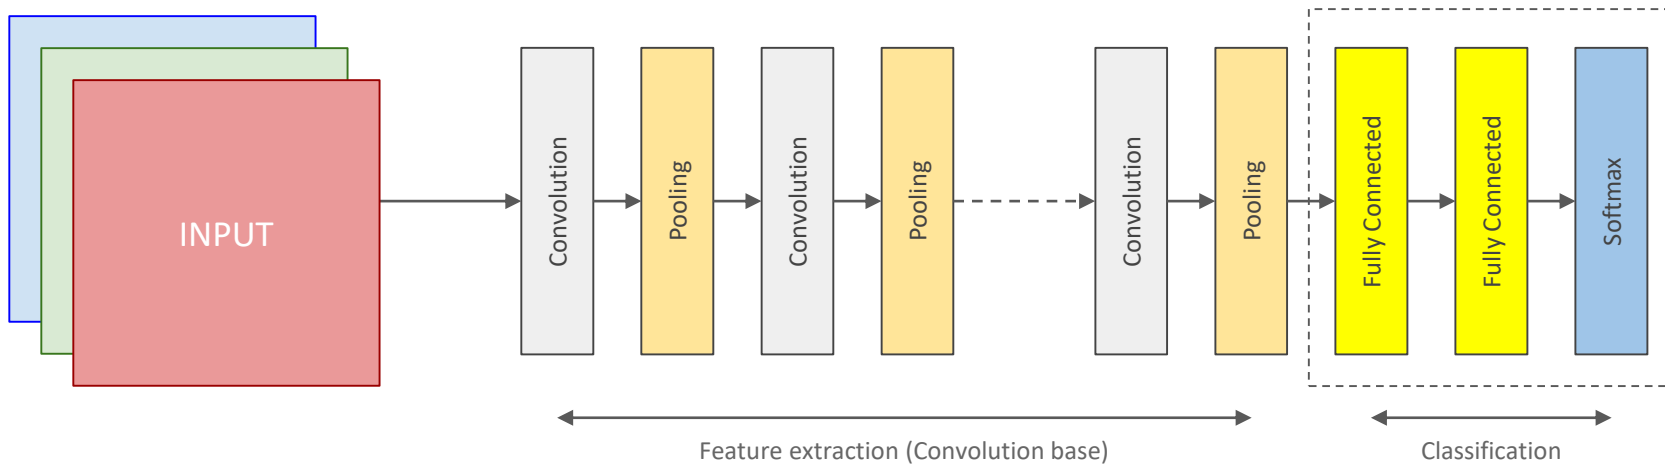 INPUT
Convolution
Pooling
Convolution
Pooling
Convolution
Pooling
Fully Connected
Fully Connected
Softmax
Feature extraction (Convolution base)
Classification